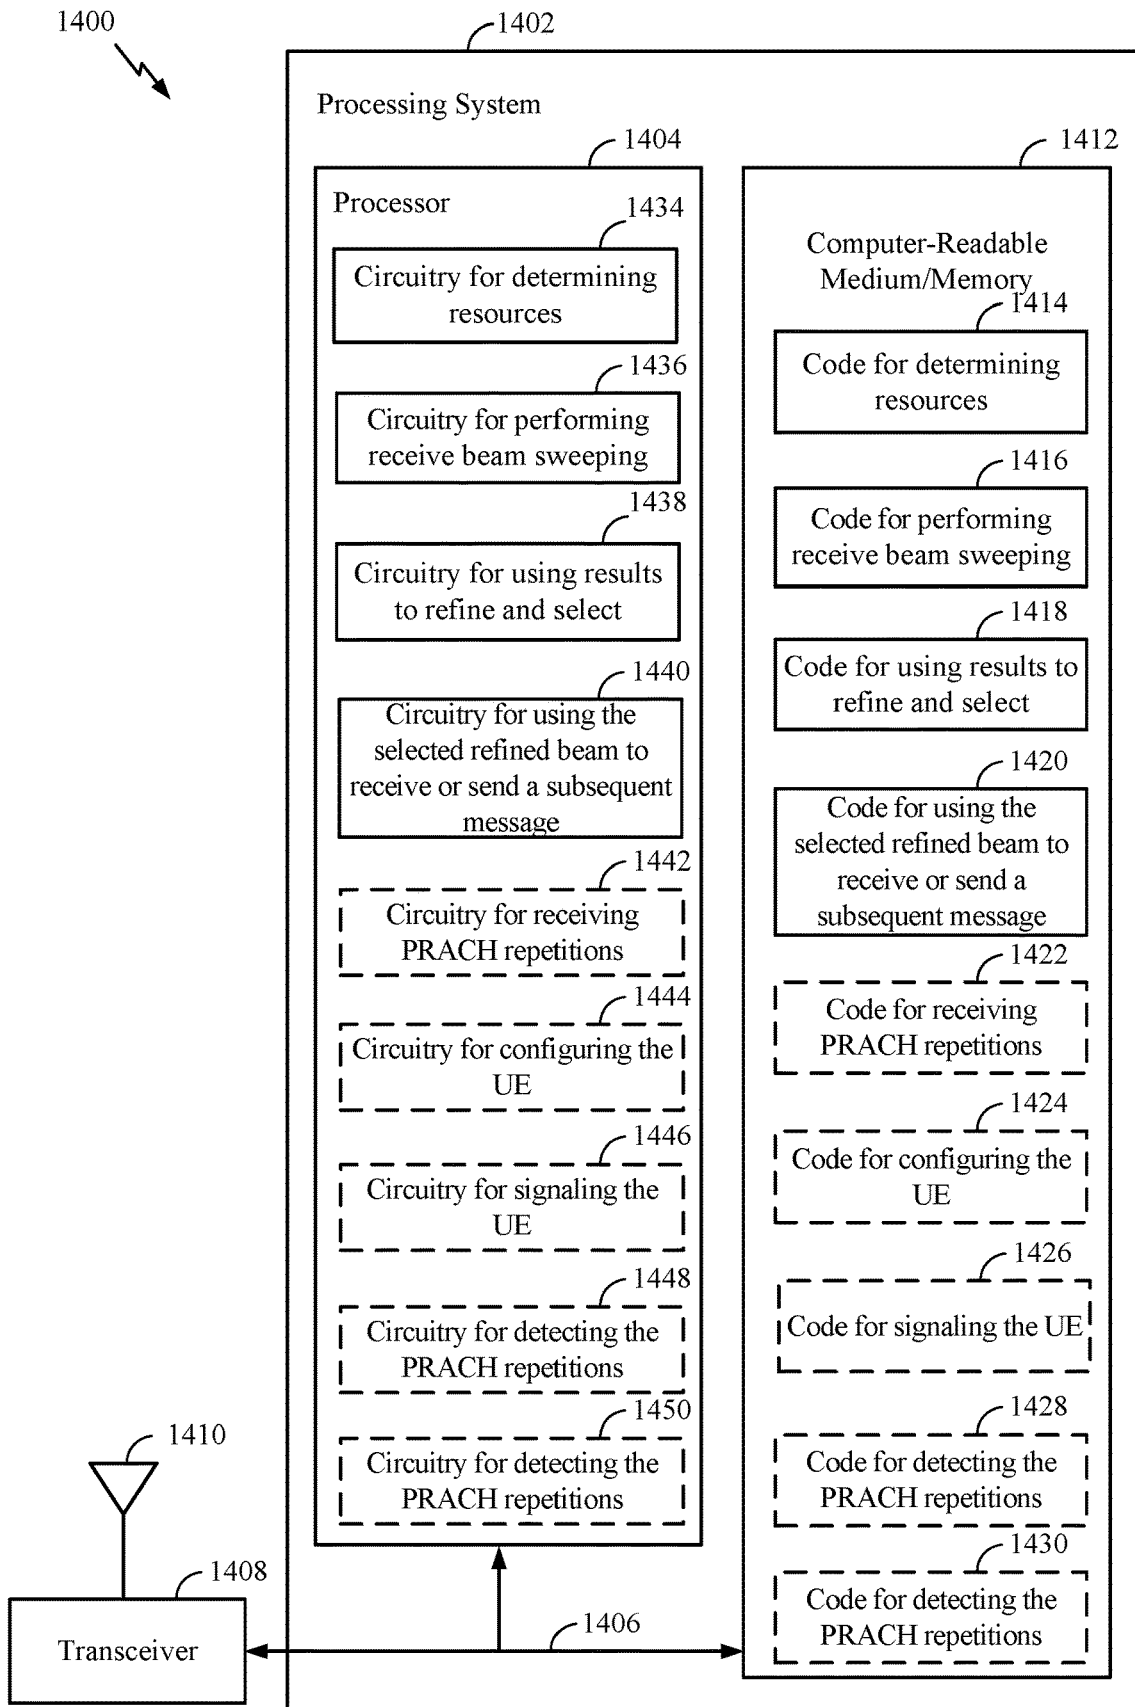 1400
1402
Processing System
1404
Processor
1434
Circuitry for determining
resources
1436
Circuitry for performing
receive beam sweeping
1438
Circuitry for using results
to refine and select
1440
Circuitry for using the
selected refined beam to
receive or send a subsequent
message
1442
Circuitry for receiving
PRACH repetitions
1444
Circuitry for configuring the
UE
1446
Circuitry for signaling the
UE
1448
Circuitry for detecting the
PRACH repetitions
1450
Circuitry for detecting the
PRACH repetitions
1412
Computer-Readable
Medium/Memory
1414
Code for determining
resources
1416
Code for performing
receive beam sweeping
1418
Code for using results to
refine and select
1420
Code for using the
selected refined beam to
receive or send a
subsequent message
1422
Code for receiving
PRACH repetitions
1424
Code for configuring the
UE
1426
Code for signaling the UE
1428
Code for detecting the
PRACH repetitions
1430
Code for detecting the
PRACH repetitions
1410
1408
Transceiver
1406